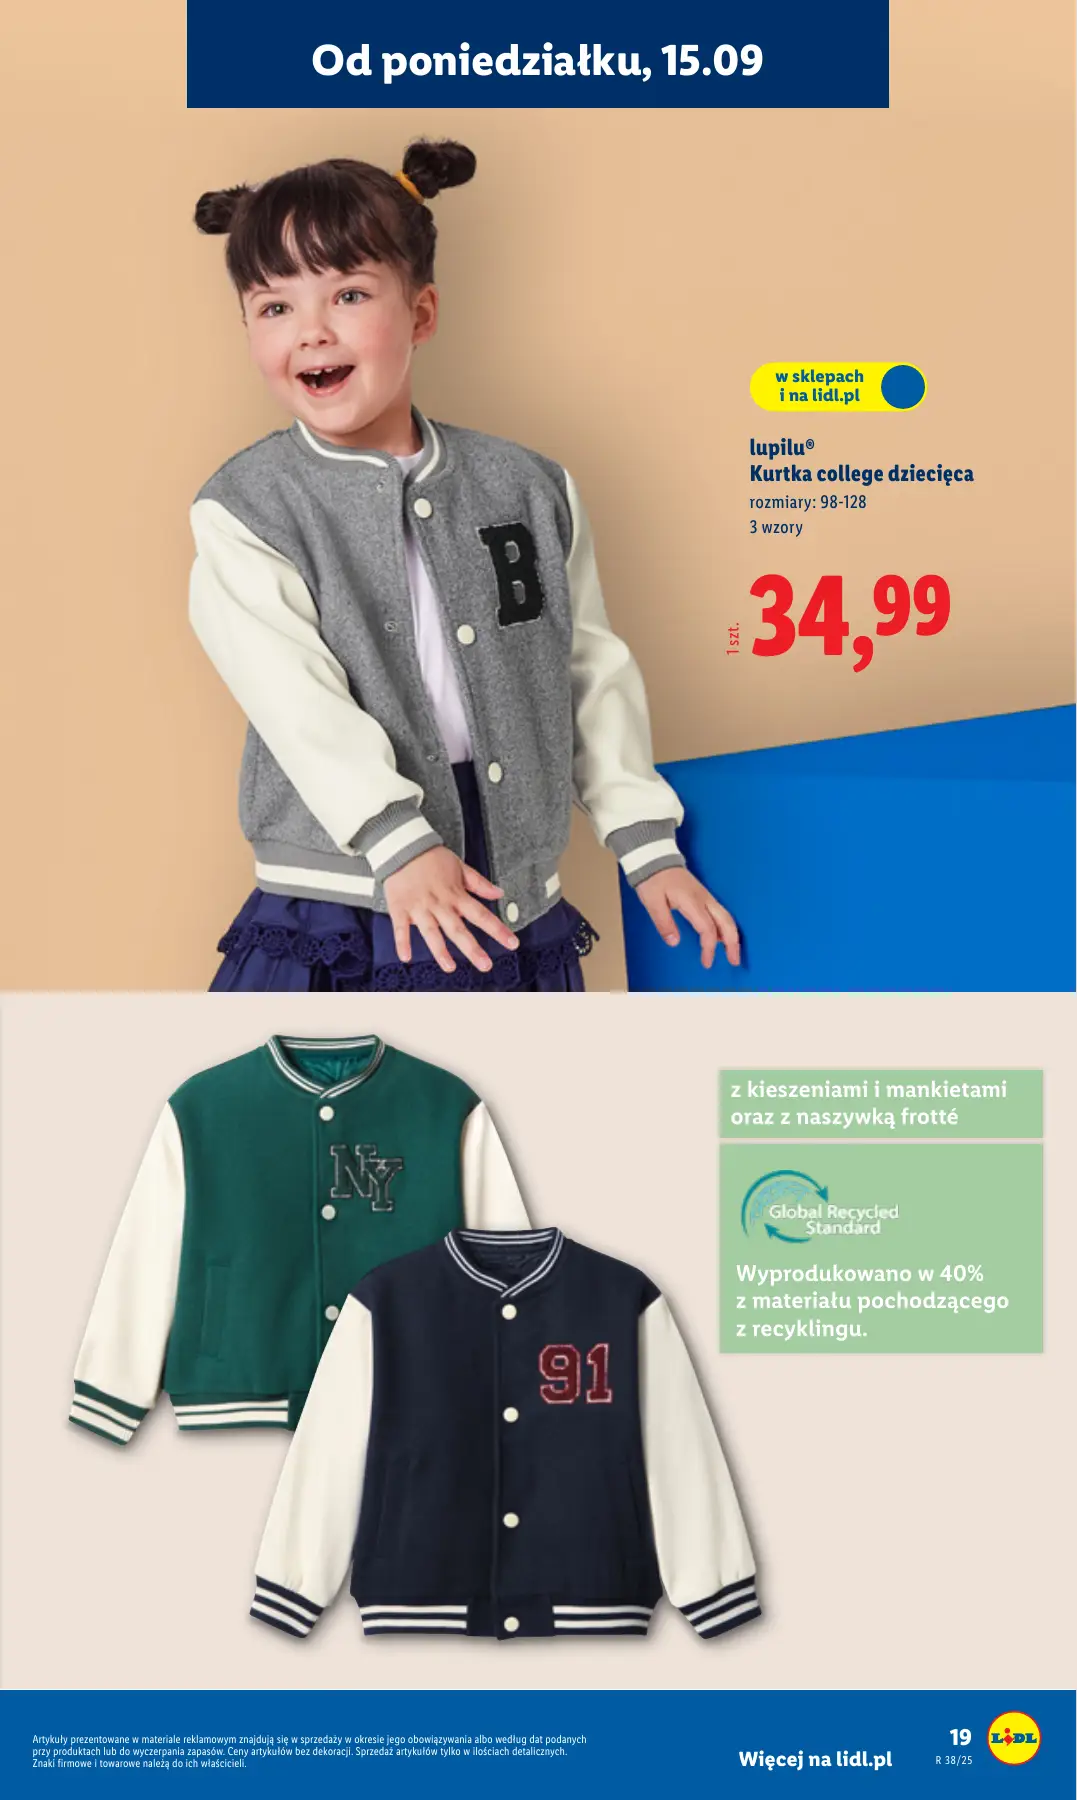 Od poniedziałku, 15.09
w sklepach
i na lidl.pl
lupilu®
Kurtka college dziecięca
rozmiary: 98-128
3 wzory
1 szt.
34,99
B
NY
91
z kieszeniami i mankietami
oraz z naszywką frotté
Global Recycled
Standard
Wyprodukowano w 40%
z materiału pochodzącego
z recyklingu.
Artykuły prezentowane w materiale reklamowym znajdują się w sprzedaży w okresie jego obowiązywania albo według dat podanych
przy produktach lub do wyczerpania zapasów. Ceny artykułów bez dekoracji. Sprzedaż artykułów tylko w ilościach detalicznych.
Znaki firmowe i towarowe należą do ich właścicieli.
Więcej na lidl.pl
19
R 38/25
LIDL